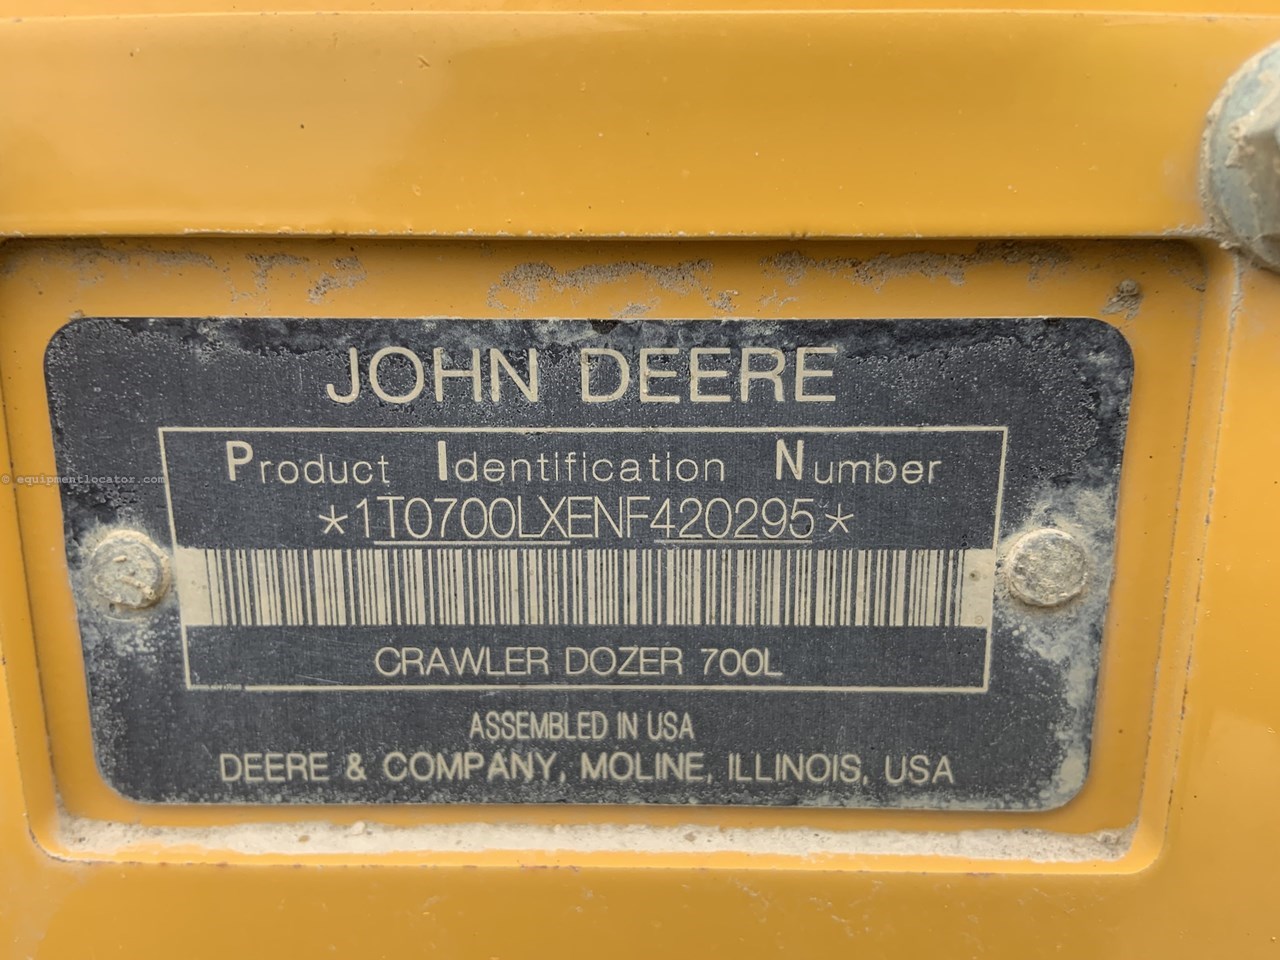 JOHN DEERE
Product Identification Number
*1T0700LXENF420295*
CRAWLER DOZER 700L
ASSEMBLED IN USA
DEERE & COMPANY, MOLINE, ILLINOIS, USA
© equipmentlocator.com